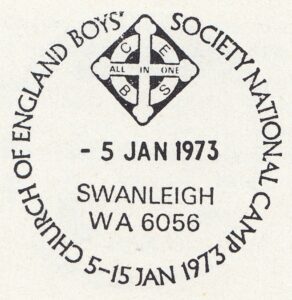 CHURCH OF ENGLAND BOYS' SOCIETY NATIONAL CAMP 5-15 JAN 1973
C E
ALL IN ONE
B S
- 5 JAN 1973
SWANLEIGH
WA 6056